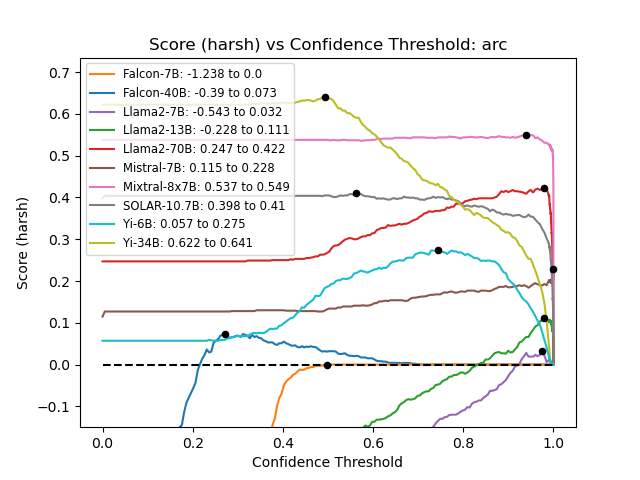 Score (harsh) vs Confidence Threshold: arc
Score (harsh)
0.7
0.6
0.5
0.4
0.3
0.2
0.1
0.0
−0.1
Falcon-7B: -1.238 to 0.0
Falcon-40B: -0.39 to 0.073
Llama2-7B: -0.543 to 0.032
Llama2-13B: -0.228 to 0.111
Llama2-70B: 0.247 to 0.422
Mistral-7B: 0.115 to 0.228
Mixtral-8x7B: 0.537 to 0.549
SOLAR-10.7B: 0.398 to 0.41
Yi-6B: 0.057 to 0.275
Yi-34B: 0.622 to 0.641
0.0 0.2 0.4 0.6 0.8 1.0
Confidence Threshold